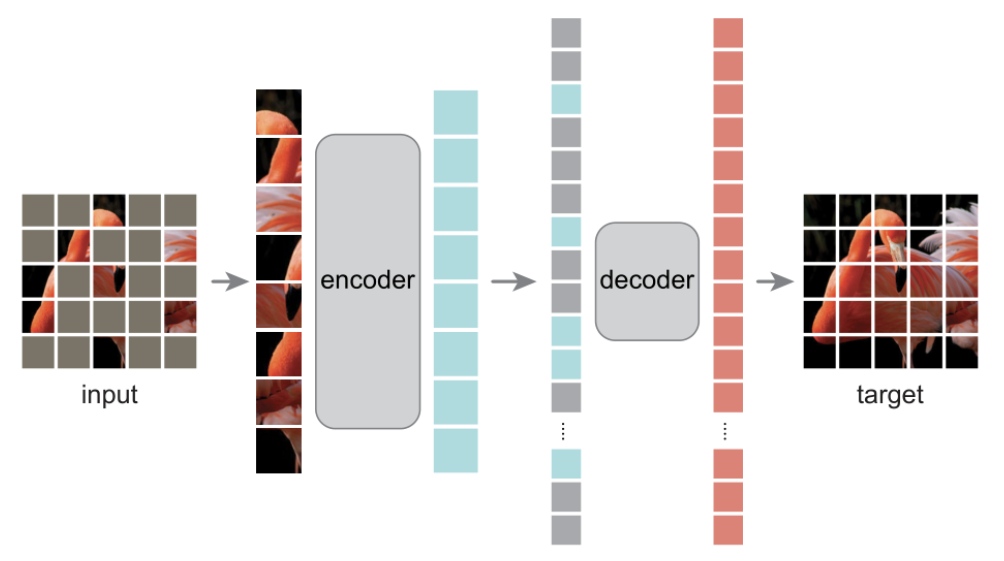 encoder
decoder
input
target